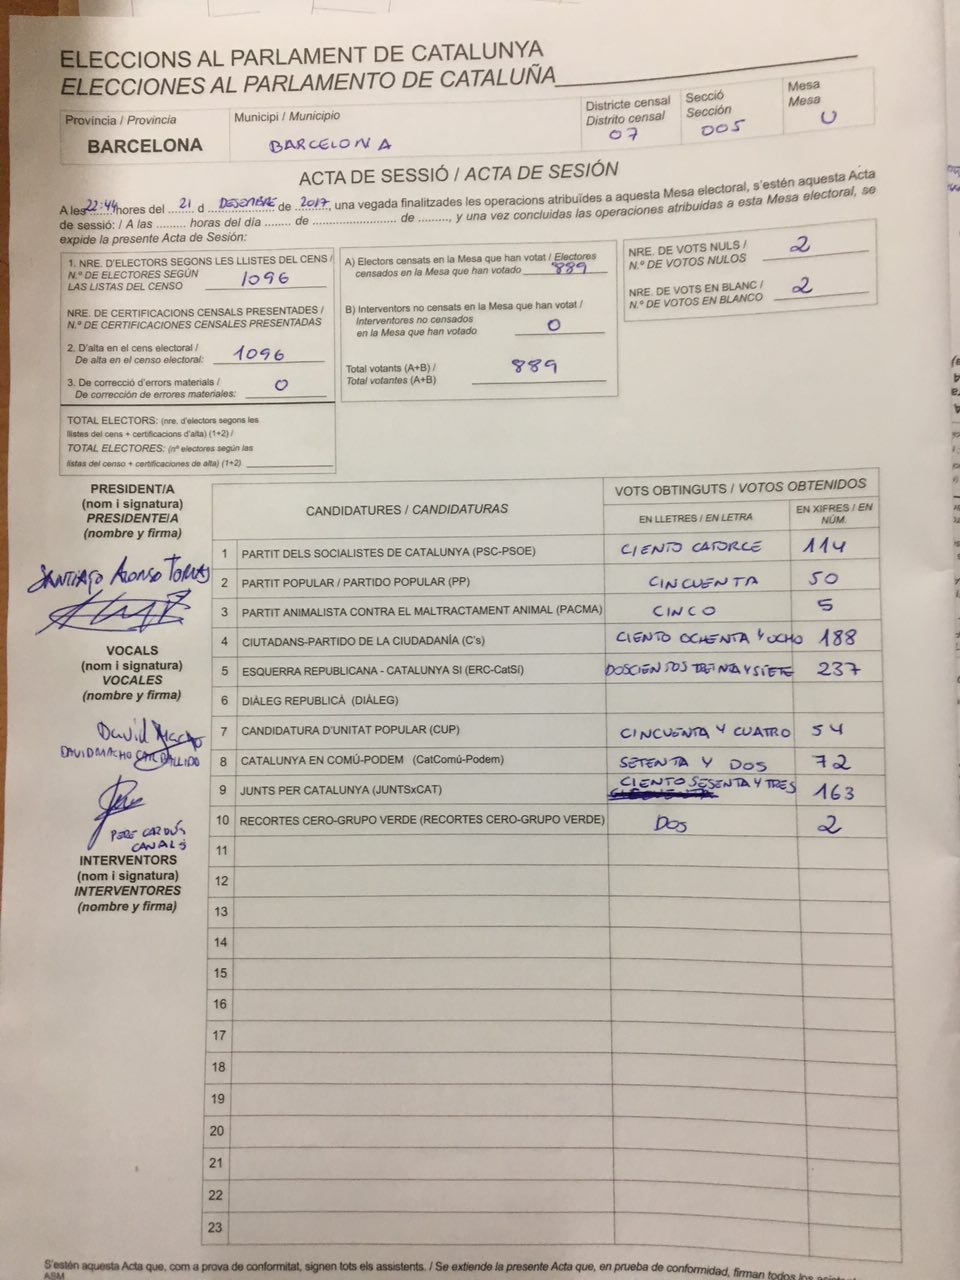 ELECCIONS AL PARLAMENT DE CATALUNYA
ELECCIONES AL PARLAMENTO DE CATALUÑA
Província / Provincia
BARCELONA
Municipi / Municipio
BARCELONA
Districte censal
Distrito censal
07
Secció
Sección
005
Mesa
Mesa
U
ACTA DE SESSIÓ / ACTA DE SESIÓN
A les 22:44 hores del 21 d DESEMBRE de 2017, una vegada finalitzades les operacions atribuïdes a aquesta Mesa electoral, s'estén aquesta Acta
de sessió: / A las ......... horas del día ........ de ..................... de ........., y una vez concluidas las operaciones atribuidas a esta Mesa electoral, se
expide la presente Acta de Sesión:
1. NRE. D'ELECTORS SEGONS LES LLISTES DEL CENS /
N.º DE ELECTORES SEGÚN
LAS LISTAS DEL CENSO 1096
NRE. DE CERTIFICACIONS CENSALS PRESENTADES /
N.º DE CERTIFICACIONES CENSALES PRESENTADAS
2. D'alta en el cens electoral /
De alta en el censo electoral: 1096
3. De correcció d'errors materials /
De corrección de errores materiales: 0
TOTAL ELECTORS: (nre. d'electors segons les
llistes del cens + certificacions d'alta) (1+2) /
TOTAL ELECTORES: (nº electores según las
listas del censo + certificaciones de alta) (1+2)
A) Electors censats en la Mesa que han votat / Electores
censados en la Mesa que han votado 889
B) Interventors no censats en la Mesa que han votat /
Interventores no censados
en la Mesa que han votado 0
Total votants (A+B) /
Total votantes (A+B) 889
NRE. DE VOTS NULS /
N.º DE VOTOS NULOS 2
NRE. DE VOTS EN BLANC /
N.º DE VOTOS EN BLANCO 2
PRESIDENT/A
(nom i signatura)
PRESIDENTE/A
(nombre y firma)
SANTIAGO ALONSO TOMAS
VOCALS
(nom i signatura)
VOCALES
(nombre y firma)
David Macho
DAVID MACHO CARBALLIDO
PERE CARDÚS
CANALS
INTERVENTORS
(nom i signatura)
INTERVENTORES
(nombre y firma)
CANDIDATURES / CANDIDATURAS
VOTS OBTINGUTS / VOTOS OBTENIDOS
EN LLETRES / EN LETRA
EN XIFRES / EN
NÚM.
1 PARTIT DELS SOCIALISTES DE CATALUNYA (PSC-PSOE) CIENTO CATORCE 114
2 PARTIT POPULAR / PARTIDO POPULAR (PP) CINCUENTA 50
3 PARTIT ANIMALISTA CONTRA EL MALTRACTAMENT ANIMAL (PACMA) CINCO 5
4 CIUTADANS-PARTIDO DE LA CIUDADANÍA (C's) CIENTO OCHENTA Y OCHO 188
5 ESQUERRA REPUBLICANA - CATALUNYA SI (ERC-CatSí) DOSCIENTOS TREINTA Y SIETE 237
6 DIÀLEG REPUBLICÀ (DIÀLEG)
7 CANDIDATURA D'UNITAT POPULAR (CUP) CINCUENTA Y CUATRO 54
8 CATALUNYA EN COMÚ-PODEM (CatComú-Podem) SETENTA Y DOS 72
9 JUNTS PER CATALUNYA (JUNTSxCAT) CIENTO SESENTA Y TRES 163
10 RECORTES CERO-GRUPO VERDE (RECORTES CERO-GRUPO VERDE) DOS 2
11
12
13
14
15
16
17
18
19
20
21
22
23
S'estén aquesta Acta que, com a prova de conformitat, signen tots els assistents. / Se extiende la presente Acta que, en prueba de conformidad, firman todos los
ASM